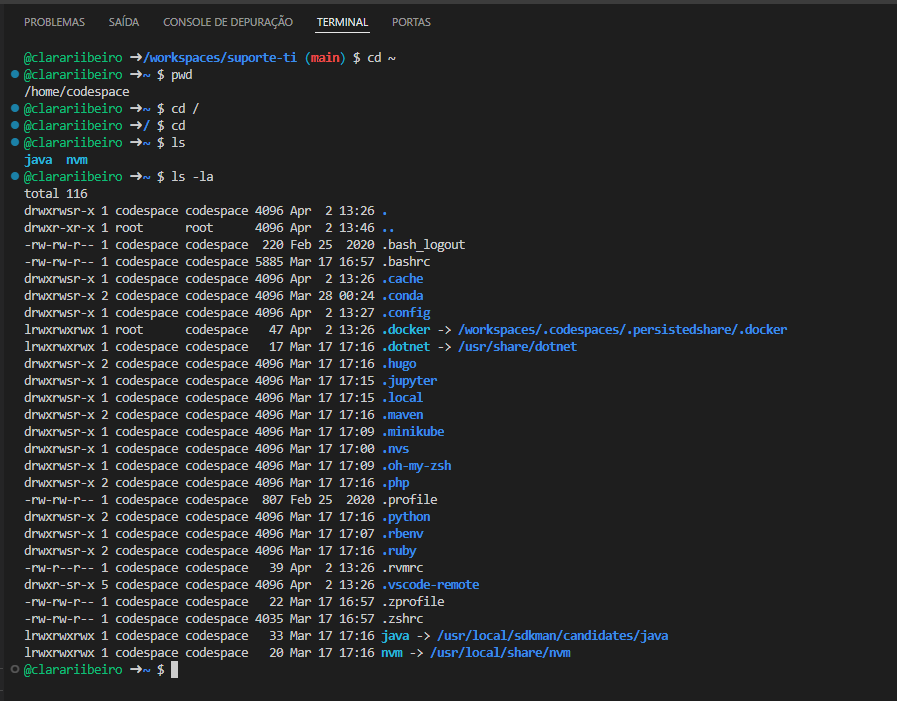 PROBLEMAS SAÍDA CONSOLE DE DEPURAÇÃO TERMINAL PORTAS
@clarariibeiro ➜/workspaces/suporte-ti (main) $ cd ~
@clarariibeiro ➜~ $ pwd
/home/codespace
@clarariibeiro ➜~ $ cd /
@clarariibeiro ➜/ $ cd
@clarariibeiro ➜~ $ ls
java  nvm
@clarariibeiro ➜~ $ ls -la
total 116
drwxrwsr-x 1 codespace codespace 4096 Apr  2 13:26 .
drwxr-xr-x 1 root      root      4096 Apr  2 13:46 ..
-rw-rw-r-- 1 codespace codespace  220 Feb 25  2020 .bash_logout
-rw-rw-r-- 1 codespace codespace 5885 Mar 17 16:57 .bashrc
drwxrwsr-x 1 codespace codespace 4096 Apr  2 13:26 .cache
drwxrwsr-x 2 codespace codespace 4096 Mar 28 00:24 .conda
drwxrwsr-x 1 codespace codespace 4096 Apr  2 13:27 .config
lrwxrwxrwx 1 root      codespace   47 Apr  2 13:26 .docker -> /workspaces/.codespaces/.persistedshare/.docker
lrwxrwxrwx 1 codespace codespace   17 Mar 17 17:16 .dotnet -> /usr/share/dotnet
drwxrwsr-x 2 codespace codespace 4096 Mar 17 17:16 .hugo
drwxrwsr-x 1 codespace codespace 4096 Mar 17 17:15 .jupyter
drwxrwsr-x 1 codespace codespace 4096 Mar 17 17:15 .local
drwxrwsr-x 2 codespace codespace 4096 Mar 17 17:16 .maven
drwxrwsr-x 1 codespace codespace 4096 Mar 17 17:09 .minikube
drwxrwsr-x 1 codespace codespace 4096 Mar 17 17:00 .nvs
drwxrwsr-x 1 codespace codespace 4096 Mar 17 17:09 .oh-my-zsh
drwxrwsr-x 2 codespace codespace 4096 Mar 17 17:16 .php
-rw-rw-r-- 1 codespace codespace  807 Feb 25  2020 .profile
drwxrwsr-x 2 codespace codespace 4096 Mar 17 17:16 .python
drwxrwsr-x 1 codespace codespace 4096 Mar 17 17:07 .rbenv
drwxrwsr-x 2 codespace codespace 4096 Mar 17 17:16 .ruby
-rw-r--r-- 1 codespace codespace   39 Apr  2 13:26 .rvmrc
drwxr-sr-x 5 codespace codespace 4096 Apr  2 13:26 .vscode-remote
-rw-rw-r-- 1 codespace codespace   22 Mar 17 16:57 .zprofile
-rw-rw-r-- 1 codespace codespace 4035 Mar 17 16:57 .zshrc
lrwxrwxrwx 1 codespace codespace   33 Mar 17 17:16 java -> /usr/local/sdkman/candidates/java
lrwxrwxrwx 1 codespace codespace   20 Mar 17 17:16 nvm -> /usr/local/share/nvm
@clarariibeiro ➜~ $